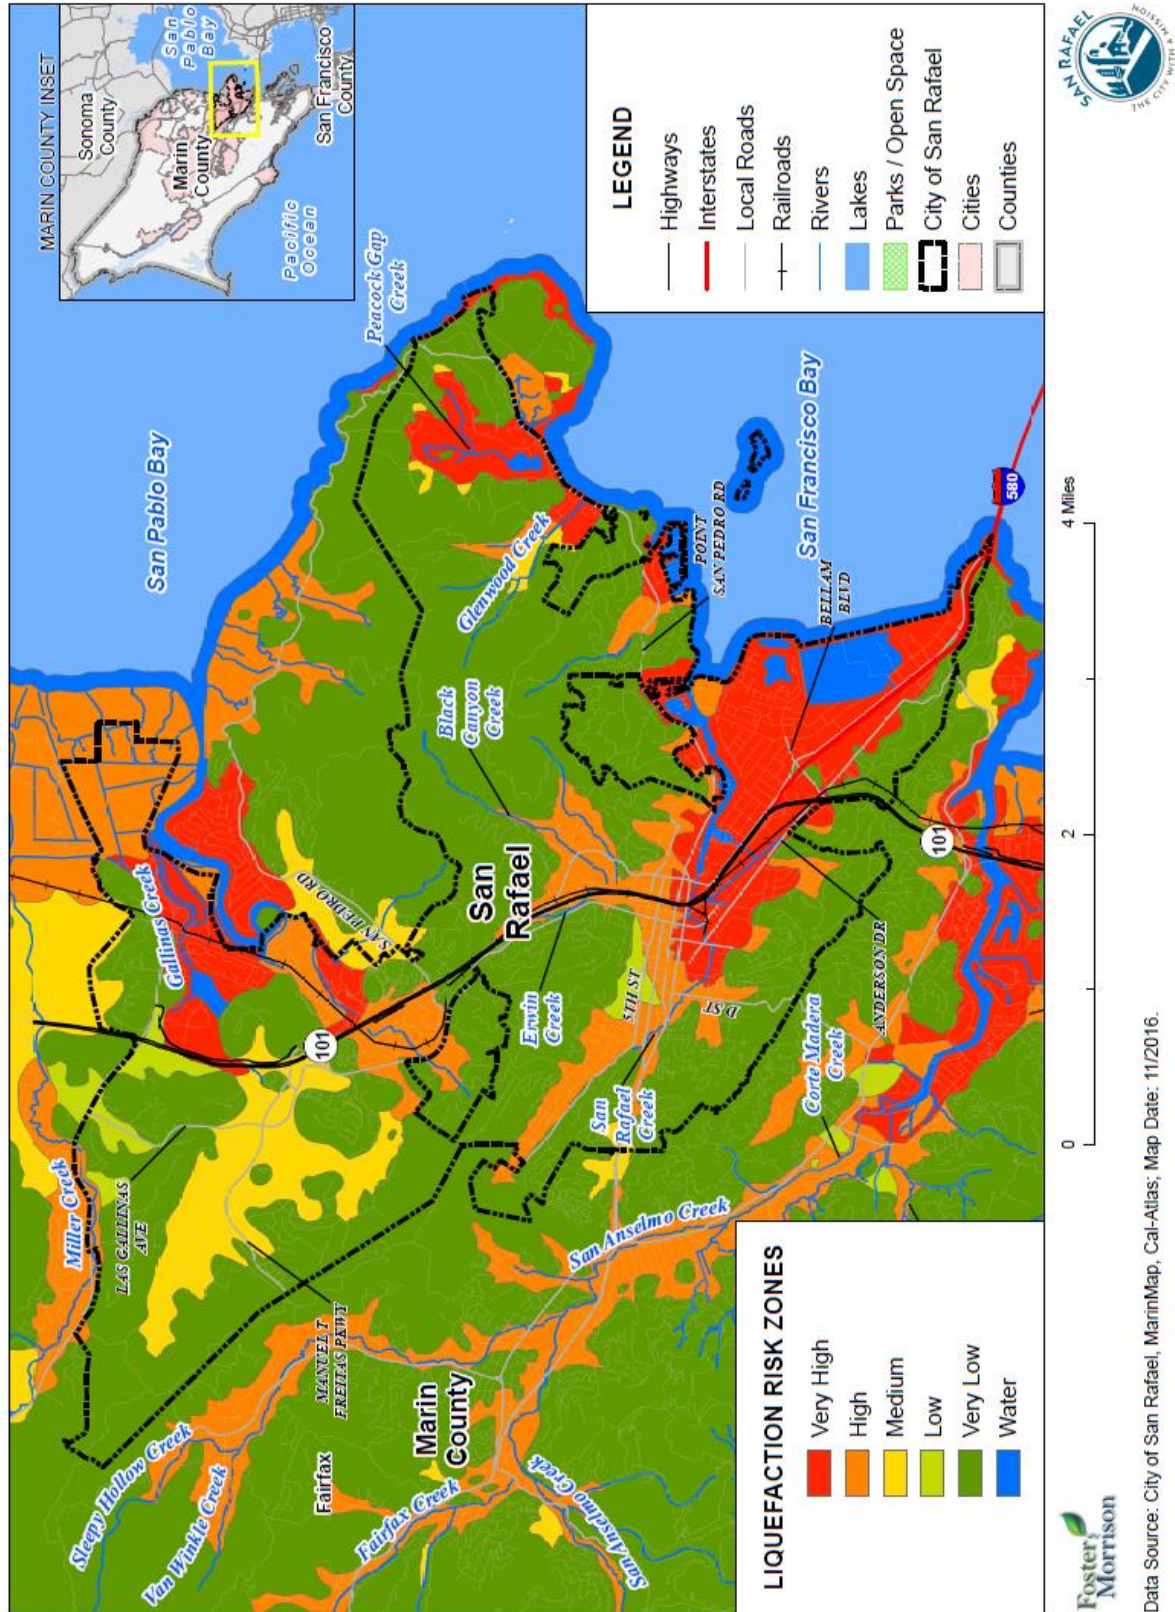 MARIN COUNTY INSET
Sonoma
County
San
Pablo
Bay
Marin
County
San Francisco
County
Pacific
Ocean
San Pablo Bay
Peacock Gap
Creek
Miller Creek
LAS GALLINAS
AVE
Gallinas Creek
101
SAN PEDRO RD
MANUEL T
FREITAS PKWY
Sleepy Hollow Creek
Van Winkle Creek
Fairfax
Marin
County
Fairfax Creek
San Anselmo Creek
San Anselmo Creek
San
Rafael
Black
Canyon
Creek
Glenwood Creek
Erwin
Creek
5TH ST
D ST
San
Rafael
Creek
POINT
SAN PEDRO RD
San Francisco Bay
BELLAM
BLVD
ANDERSON DR
Corte Madera
Creek
101
580
LIQUEFACTION RISK ZONES
Very High
High
Medium
Low
Very Low
Water
LEGEND
Highways
Interstates
Local Roads
Railroads
Rivers
Lakes
Parks / Open Space
City of San Rafael
Cities
Counties
0 2 4 Miles
Foster
Morrison
SAN RAFAEL
THE CITY WITH A MISSION
Data Source: City of San Rafael, MarinMap, Cal-Atlas; Map Date: 11/2016.